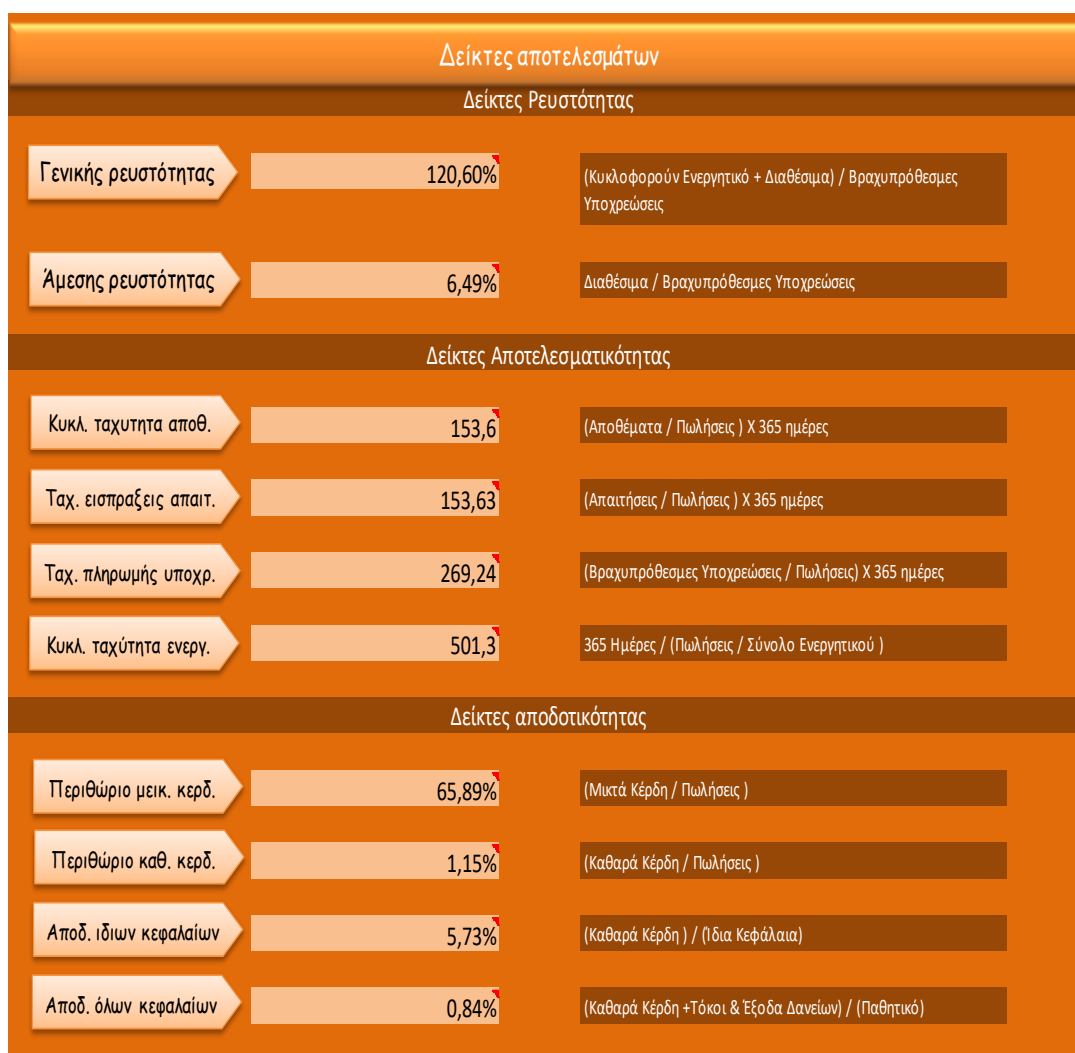 Δείκτες αποτελεσμάτων
Δείκτες Ρευστότητας
Γενικής ρευστότητας
120,60%
(Κυκλοφορούν Ενεργητικό + Διαθέσιμα) / Βραχυπρόθεσμες
Υποχρεώσεις
Άμεσης ρευστότητας
6,49%
Διαθέσιμα / Βραχυπρόθεσμες Υποχρεώσεις
Δείκτες Αποτελεσματικότητας
Κυκλ. ταχυτητα αποθ.
153,6
(Αποθέματα / Πωλήσεις ) Χ 365 ημέρες
Ταχ. εισπραξεις απαιτ.
153,63
(Απαιτήσεις / Πωλήσεις ) Χ 365 ημέρες
Ταχ. πληρωμής υποχρ.
269,24
(Βραχυπρόθεσμες Υποχρεώσεις / Πωλήσεις) Χ 365 ημέρες
Κυκλ. ταχύτητα ενεργ.
501,3
365 Ημέρες / (Πωλήσεις / Σύνολο Ενεργητικού )
Δείκτες αποδοτικότητας
Περιθώριο μεικ. κερδ.
65,89%
(Μικτά Κέρδη / Πωλήσεις )
Περιθώριο καθ. κερδ.
1,15%
(Καθαρά Κέρδη / Πωλήσεις )
Αποδ. ιδιων κεφαλαίων
5,73%
(Καθαρά Κέρδη ) / (Ίδια Κεφάλαια)
Αποδ. όλων κεφαλαίων
0,84%
(Καθαρά Κέρδη +Τόκοι & Έξοδα Δανείων) / (Παθητικό)